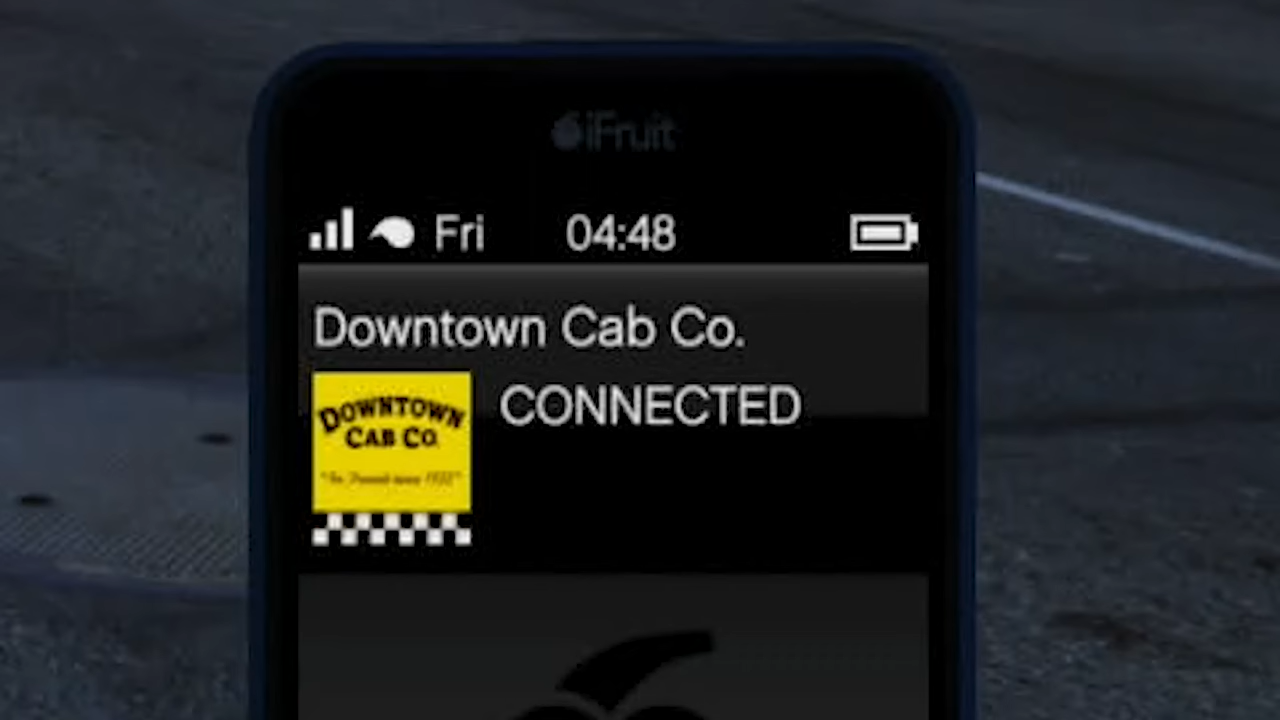 iFruit
Fri 04:48
Downtown Cab Co.
CONNECTED
DOWNTOWN
CAB CO.